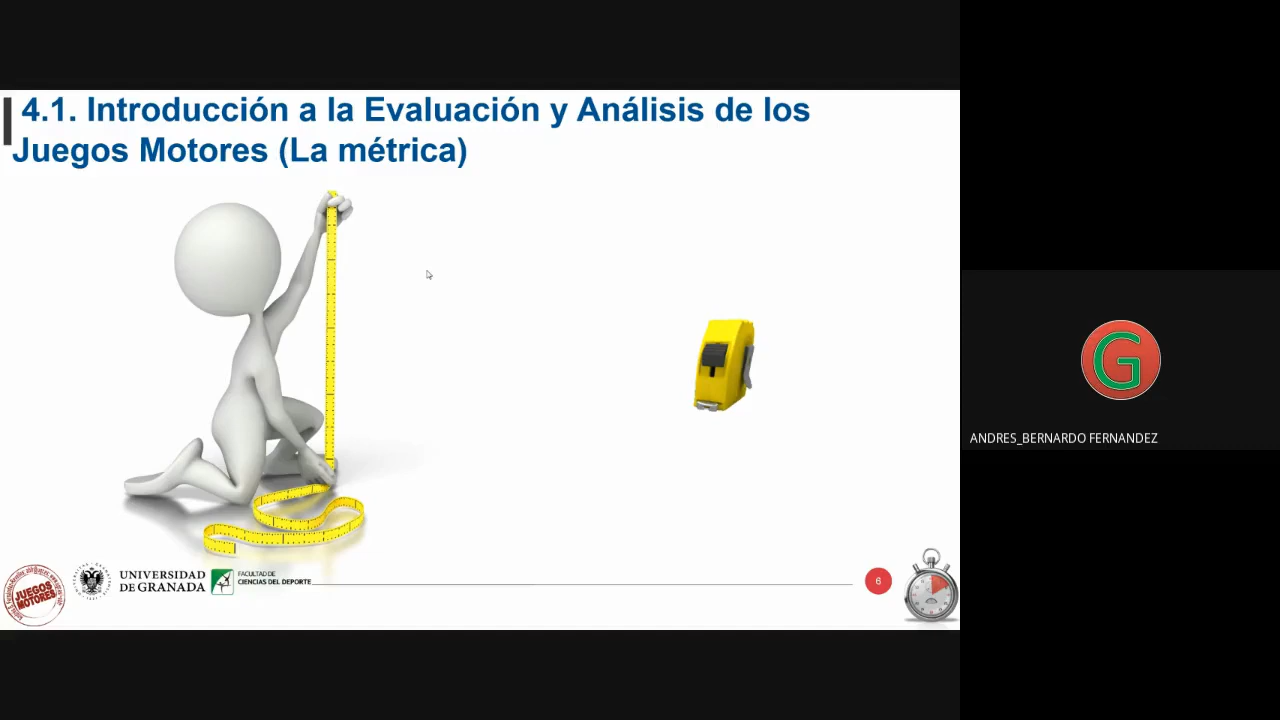 4.1. Introducción a la Evaluación y Análisis de los
Juegos Motores (La métrica)
G
ANDRES_BERNARDO FERNANDEZ
JUEGOS
MOTORES
UNIVERSIDAD
DE GRANADA
FACULTAD DE
CIENCIAS DEL DEPORTE
6